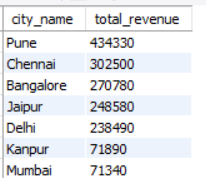 city_name total_revenue
Pune 434330
Chennai 302500
Bangalore 270780
Jaipur 248580
Delhi 238490
Kanpur 71890
Mumbai 71340